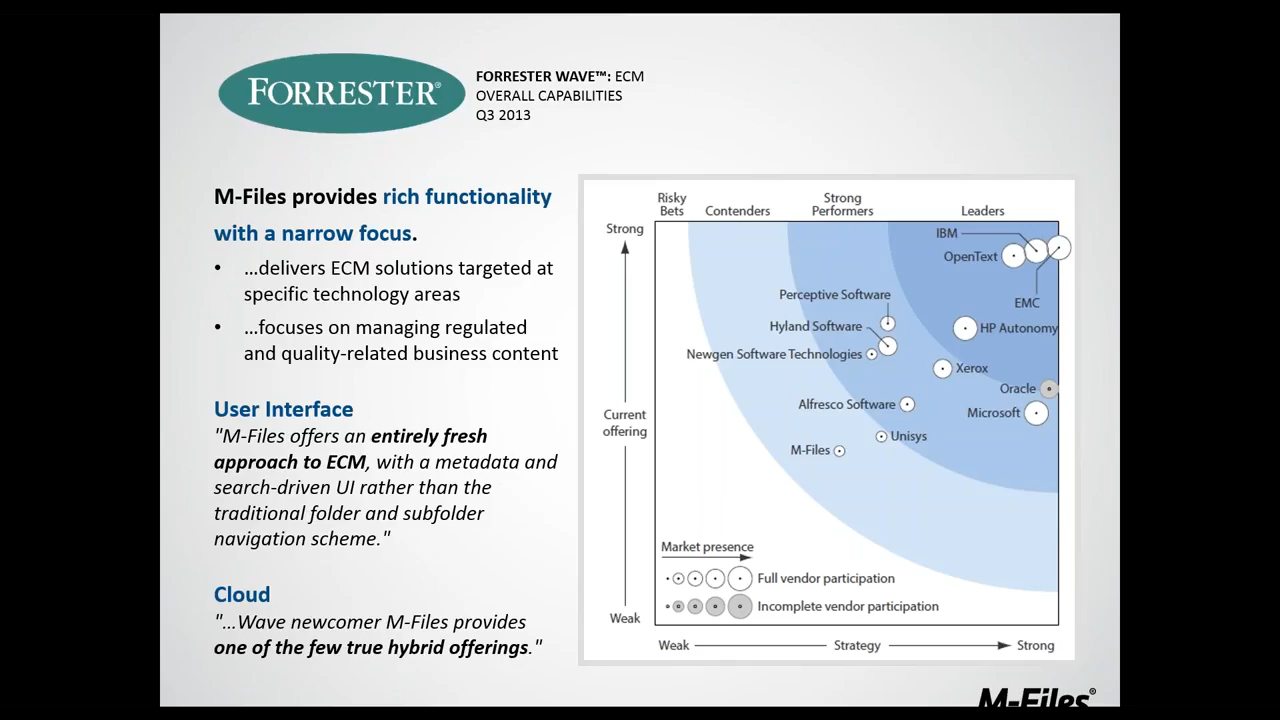 FORRESTER®
FORRESTER WAVE™: ECM
OVERALL CAPABILITIES
Q3 2013
M-Files provides rich functionality
with a narrow focus.
• …delivers ECM solutions targeted at
specific technology areas
• …focuses on managing regulated
and quality-related business content
User Interface
"M-Files offers an entirely fresh
approach to ECM, with a metadata and
search-driven UI rather than the
traditional folder and subfolder
navigation scheme."
Cloud
"…Wave newcomer M-Files provides
one of the few true hybrid offerings."
Risky
Bets
Contenders
Strong
Performers
Leaders
Strong
IBM
OpenText
EMC
Perceptive Software
Hyland Software
HP Autonomy
Newgen Software Technologies
Xerox
Oracle
Alfresco Software
Microsoft
Current
offering
Unisys
M-Files
Market presence
Full vendor participation
Incomplete vendor participation
Weak
Weak
Strategy
Strong
M-Files®